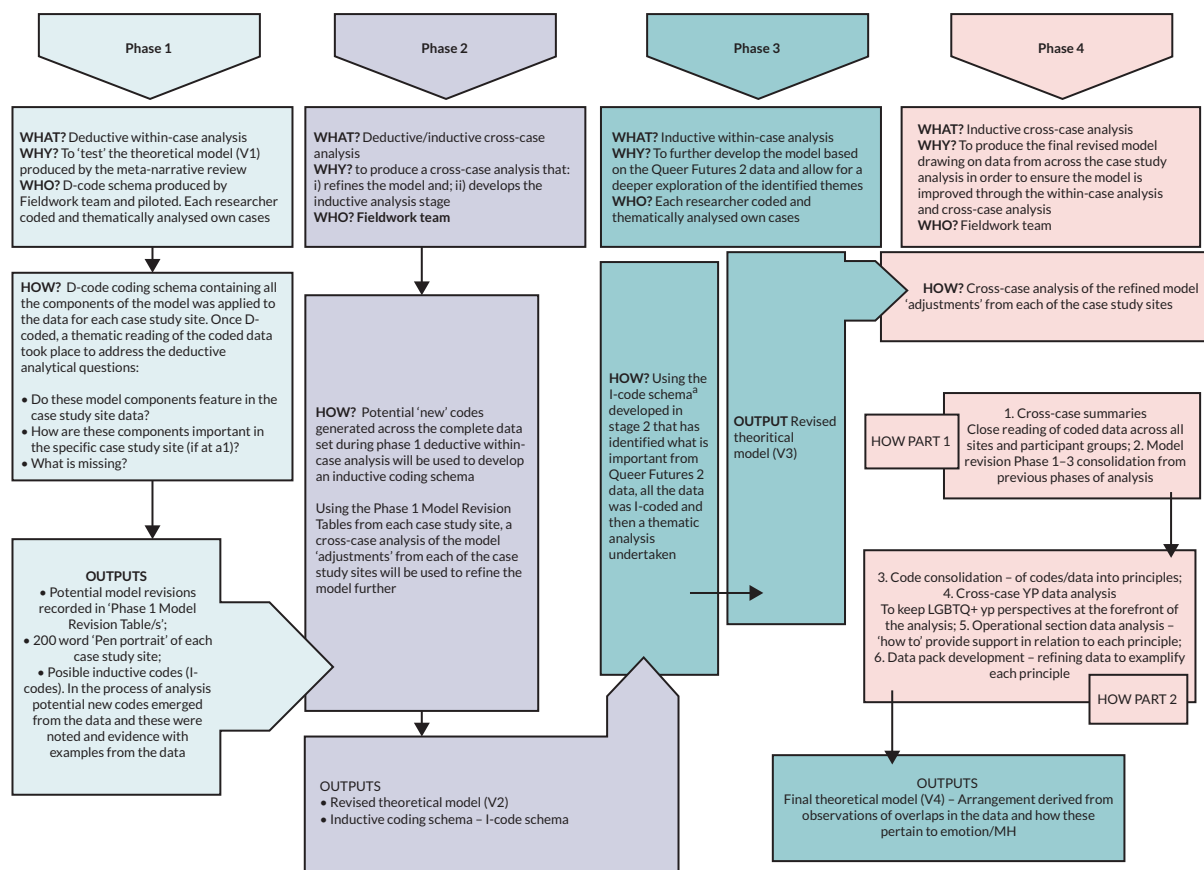 Phase 1
WHAT? Deductive within-case analysis
WHY? To ‘test’ the theoretical model (V1)
produced by the meta-narrative review
WHO? D-code schema produced by
Fieldwork team and piloted. Each researcher
coded and thematically analysed own cases
HOW? D-code coding schema containing all
the components of the model was applied to
the data for each case study site. Once D-
coded, a thematic reading of the coded data
took place to address the deductive
analytical questions:
• Do these model components feature in the
case study site data?
• How are these components important in
the specific case study site (if at a1)?
• What is missing?
OUTPUTS
• Potential model revisions
recorded in ‘Phase 1 Model
Revision Table/s’;
• 200 word ‘Pen portrait’ of each
case study site;
• Posible inductive codes (I-
codes). In the process of analysis
potential new codes emerged
from the data and these were
noted and evidence with
examples from the data
Phase 2
WHAT? Deductive/inductive cross-case
analysis
WHY? to produce a cross-case analysis that:
i) refines the model and; ii) develops the
inductive analysis stage
WHO? Fieldwork team
HOW? Potential ‘new’ codes
generated across the complete data
set during phase 1 deductive within-
case analysis will be used to develop
an inductive coding schema
Using the Phase 1 Model Revision
Tables from each case study site, a
cross-case analysis of the model
‘adjustments’ from each of the case
study sites will be used to refine the
model further
OUTPUTS
• Revised theoretical model (V2)
• Inductive coding schema – I-code schema
Phase 3
WHAT? Inductive within-case analysis
WHY? To further develop the model based
on the Queer Futures 2 data and allow for a
deeper exploration of the identified themes
WHO? Each researcher coded and
thematically analysed own cases
HOW? Using the
I-code schemaª
developed in
stage 2 that has
identified what is
important from
Queer Futures 2
data, all the data
was I-coded and
then a thematic
analysis
undertaken
OUTPUT Revised
theoritical
model (V3)
Phase 4
WHAT? Inductive cross-case analysis
WHY? To produce the final revised model
drawing on data from across the case study
analysis in order to ensure the model is
improved through the within-case analysis
and cross-case analysis
WHO? Fieldwork team
HOW? Cross-case analysis of the refined model
‘adjustments’ from each of the case study sites
HOW PART 1
1. Cross-case summaries
Close reading of coded data across all
sites and participant groups; 2. Model
revision Phase 1–3 consolidation from
previous phases of analysis
3. Code consolidation – of codes/data into principles;
4. Cross-case YP data analysis
To keep LGBTQ+ yp perspectives at the forefront of
the analysis; 5. Operational section data analysis –
‘how to’ provide support in relation to each principle;
6. Data pack development – refining data to examplify
each principle
HOW PART 2
OUTPUTS
Final theoretical model (V4) – Arrangement derived from
observations of overlaps in the data and how these
pertain to emotion/MH